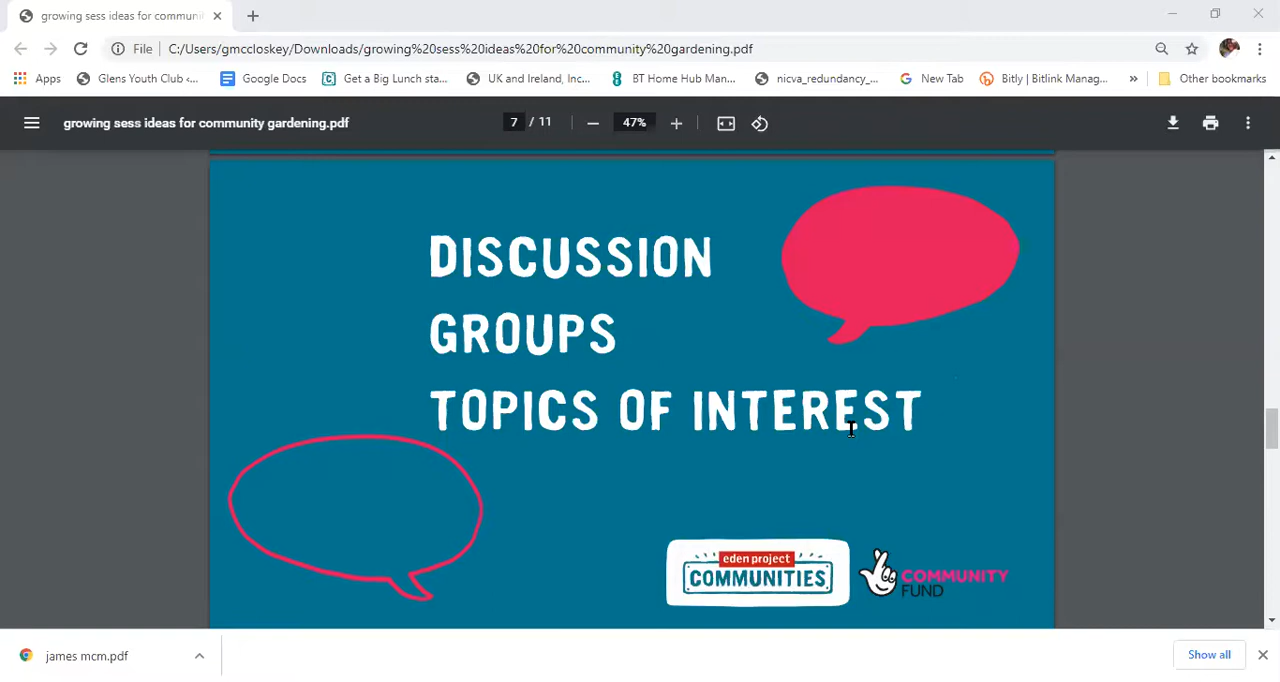 growing sess ideas for communi
File
C:/Users/gmccloskey/Downloads/growing%20sess%20ideas%20for%20community%20gardening.pdf
Apps
Glens Youth Club ‹...
Google Docs
Get a Big Lunch sta...
UK and Ireland, Inc...
BT Home Hub Man...
nicva_redundancy_...
New Tab
Bitly | Bitlink Manag...
»
Other bookmarks
growing sess ideas for community gardening.pdf
7 / 11
47%
DISCUSSION
GROUPS
TOPICS OF INTEREST
eden project
COMMUNITIES
COMMUNITY
FUND
james mcm.pdf
Show all